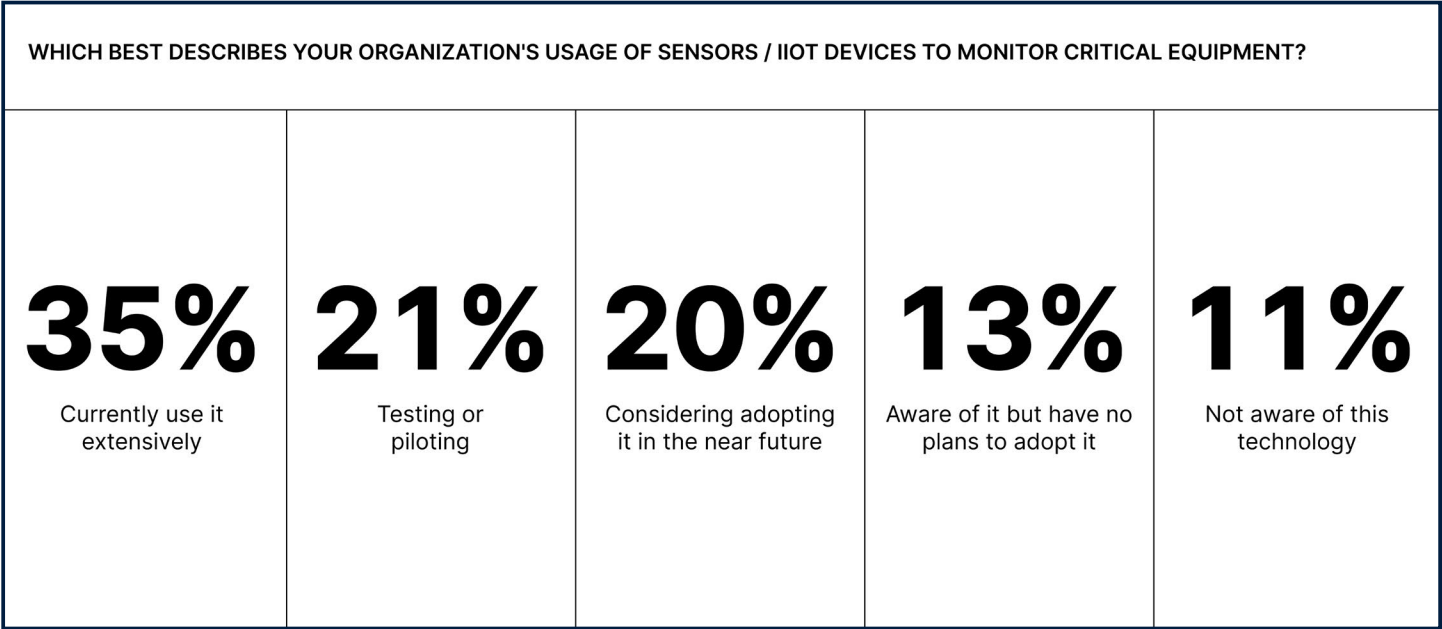 WHICH BEST DESCRIBES YOUR ORGANIZATION'S USAGE OF SENSORS / IIOT DEVICES TO MONITOR CRITICAL EQUIPMENT?
35%
Currently use it
extensively
21%
Testing or
piloting
20%
Considering adopting
it in the near future
13%
Aware of it but have no
plans to adopt it
11%
Not aware of this
technology